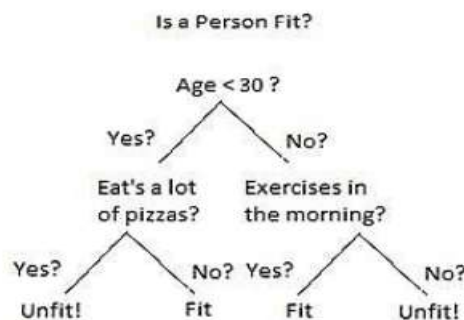 Is a Person Fit?
Age < 30 ?
Yes?
No?
Eat's a lot
of pizzas?
Exercises in
the morning?
Yes?
No?
Yes?
No?
Unfit!
Fit
Fit
Unfit!